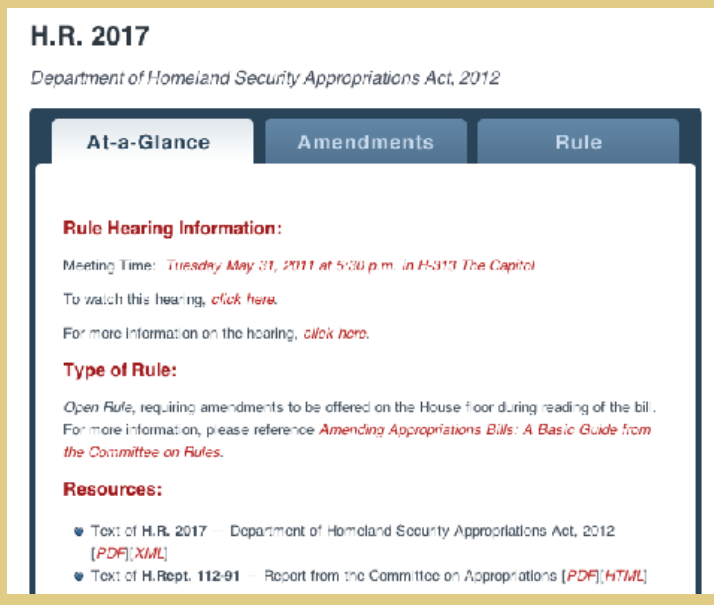 H.R. 2017
Department of Homeland Security Appropriations Act, 2012
At-a-Glance
Amendments
Rule
Rule Hearing Information:
Meeting Time: Tuesday May 31, 2011 at 5:30 p.m. in H-313 The Capitol
To watch this hearing, click here.
For more information on the hearing, click here.
Type of Rule:
Open Rule, requiring amendments to be offered on the House floor during reading of the bill.
For more information, please reference Amending Appropriations Bills: A Basic Guide from
the Committee on Rules.
Resources:
Text of H.R. 2017 — Department of Homeland Security Appropriations Act, 2012
[PDF][XML]
Text of H.Rept. 112-91 — Report from the Committee on Appropriations [PDF][HTML]